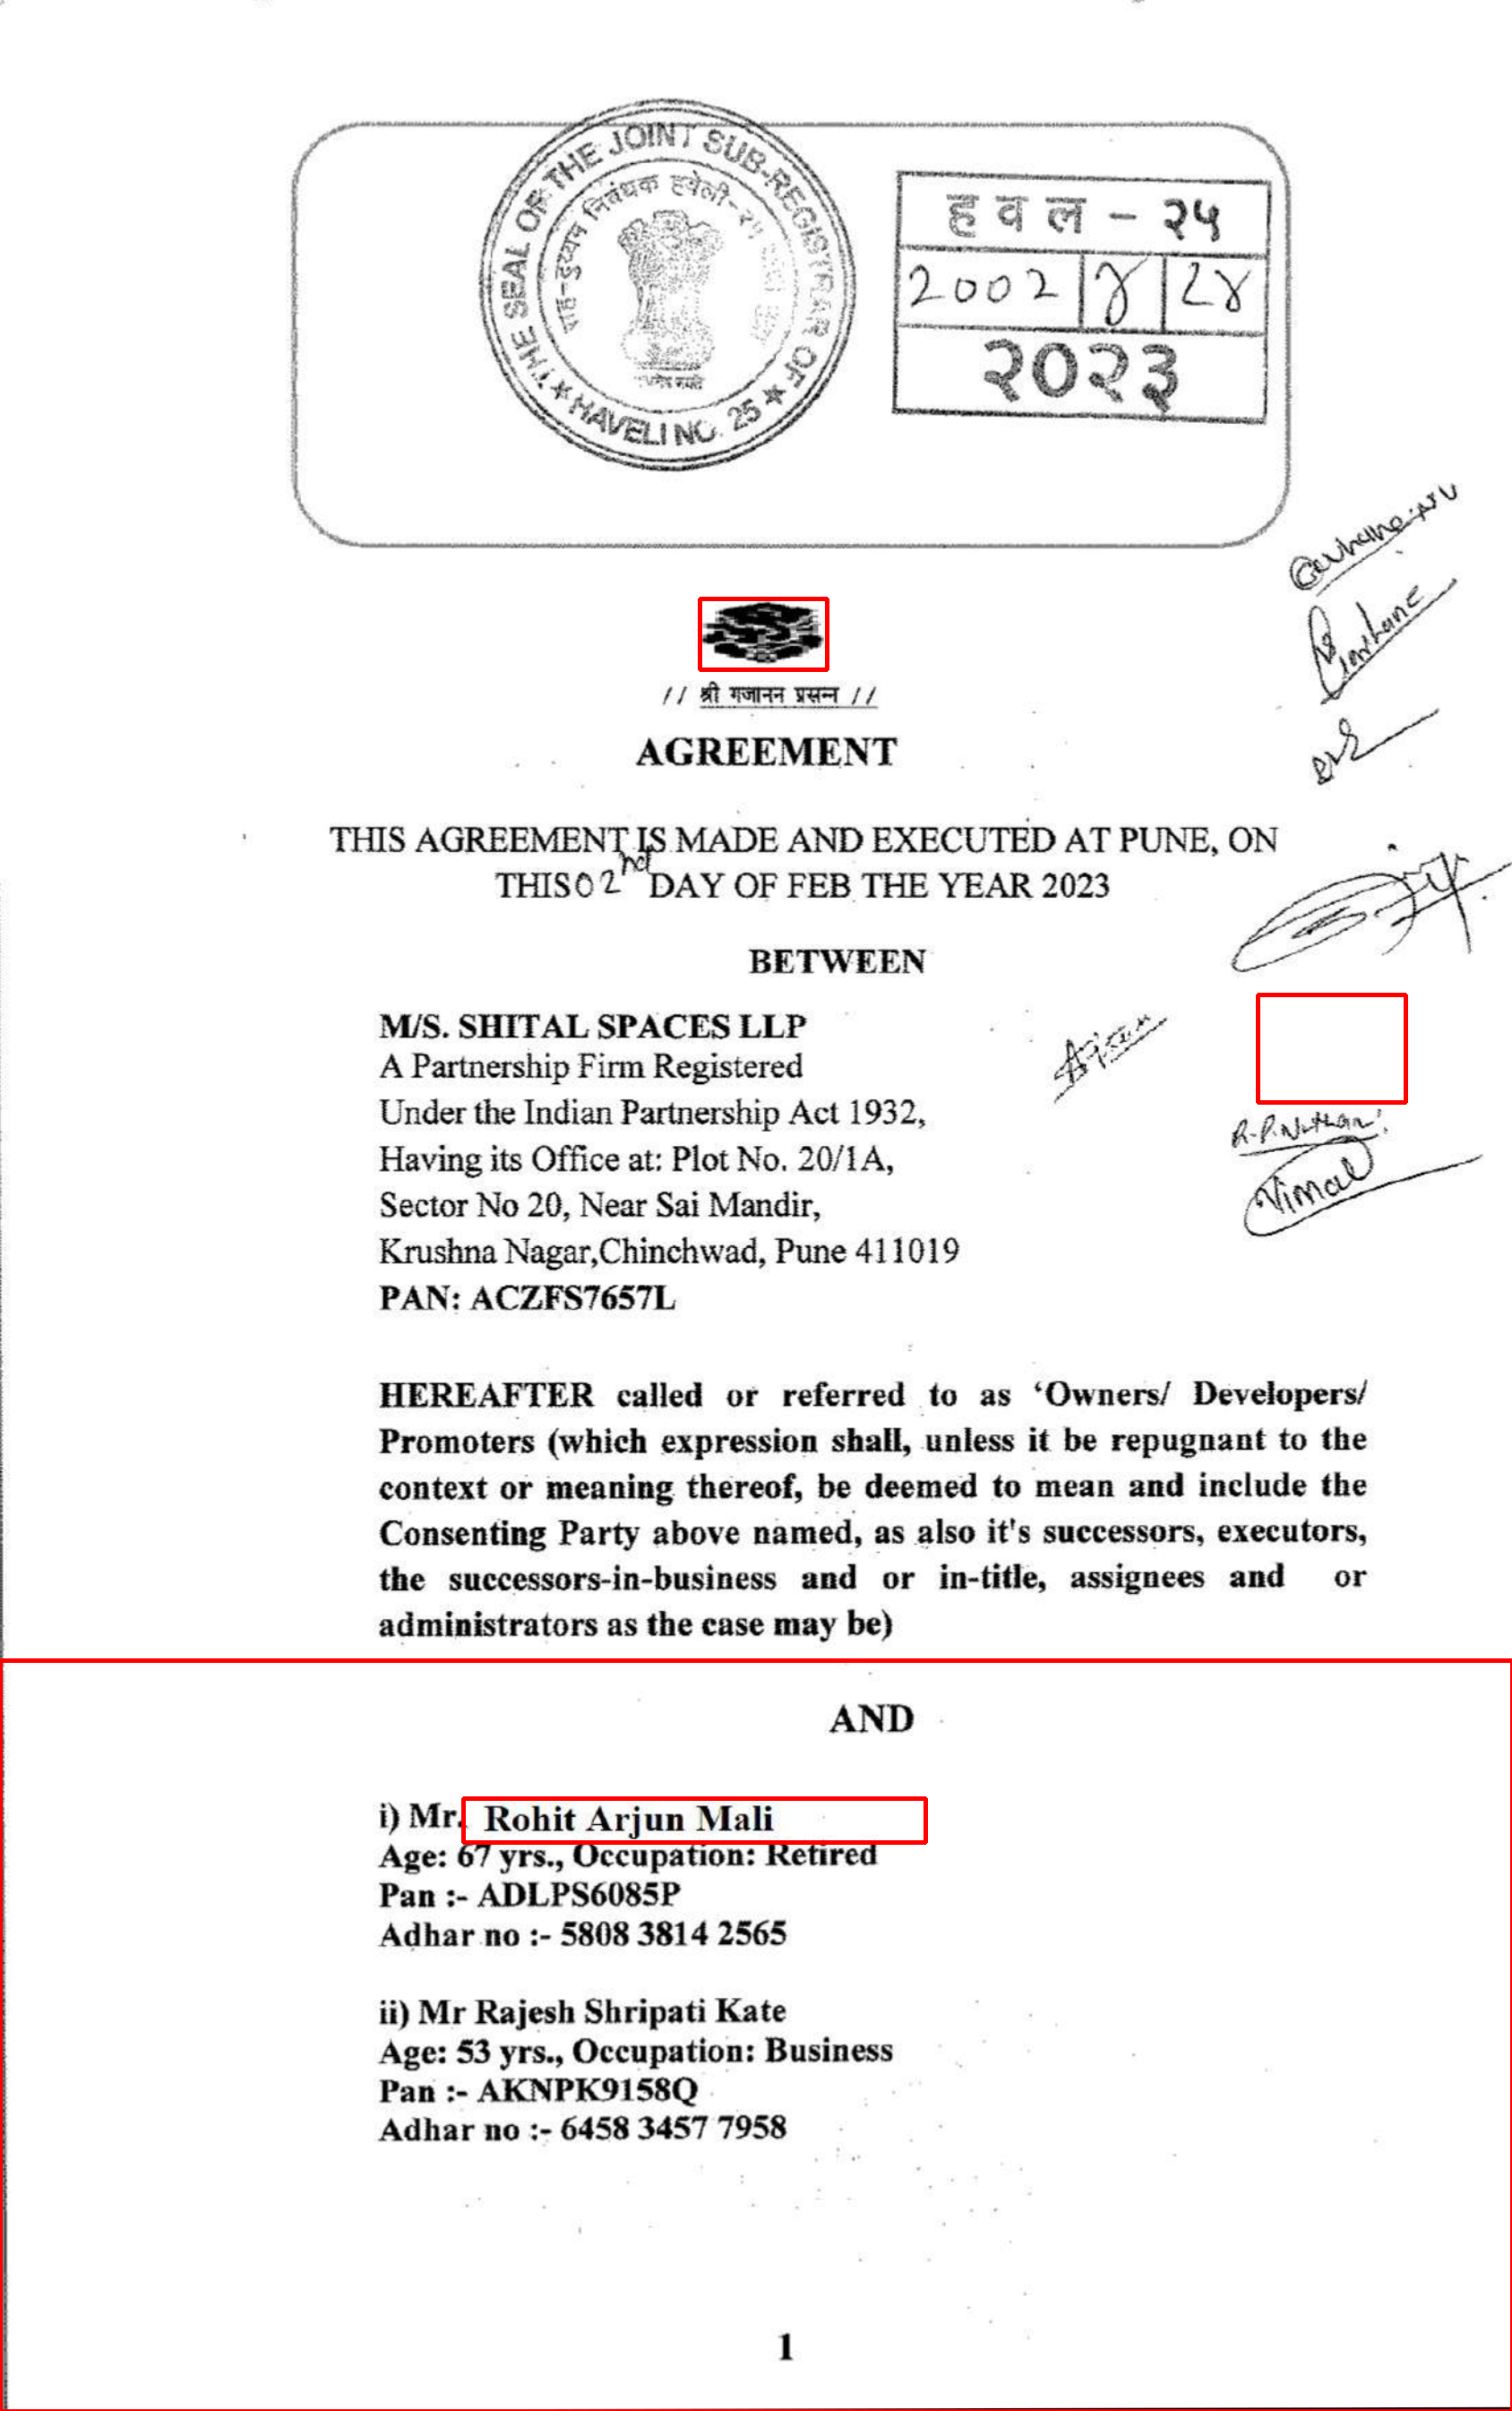 THE SEAL OF THE JOINT SUB-REGISTRAR OF
★ HAVELI NO. 25 ★
सह-दुय्यम निबंधक हवेली-२५
हवल - २५
2002 | ४ | ८४
२०२३
// श्री गजानन प्रसन्न //
AGREEMENT
THIS AGREEMENT IS MADE AND EXECUTED AT PUNE, ON
THIS 02nd DAY OF FEB THE YEAR 2023
BETWEEN
M/S. SHITAL SPACES LLP
A Partnership Firm Registered
Under the Indian Partnership Act 1932,
Having its Office at: Plot No. 20/1A,
Sector No 20, Near Sai Mandir,
Krushna Nagar,Chinchwad, Pune 411019
PAN: ACZFS7657L
R.P.Nathan
Vimal
HEREAFTER called or referred to as ‘Owners/ Developers/
Promoters (which expression shall, unless it be repugnant to the
context or meaning thereof, be deemed to mean and include the
Consenting Party above named, as also it's successors, executors,
the successors-in-business and or in-title, assignees and or
administrators as the case may be)
AND
i) Mr. Rohit Arjun Mali
Age: 67 yrs., Occupation: Retired
Pan :- ADLPS6085P
Adhar no :- 5808 3814 2565
ii) Mr Rajesh Shripati Kate
Age: 53 yrs., Occupation: Business
Pan :- AKNPK9158Q
Adhar no :- 6458 3457 7958
1